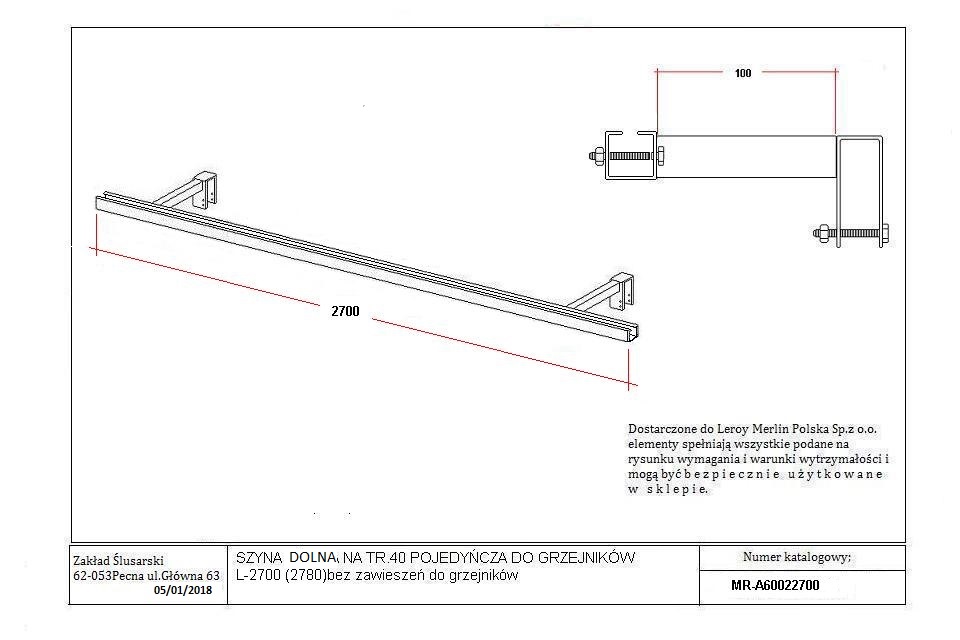 100
2700
Dostarczone do Leroy Merlin Polska Sp.z o.o.
elementy spełniają wszystkie podane na
rysunku wymagania i warunki wytrzymałości i
mogą być b e z p i e c z n i e u ż y t k o w a n e
w s k l e p i e.
Zakład Ślusarski
62-053Pecna ul.Główna 63
05/01/2018
SZYNA DOLNA, NA TR.40 POJEDYŃCZA DO GRZEJNIKÓW
L-2700 (2780)bez zawieszeń do grzejników
Numer katalogowy;
MR-A60022700